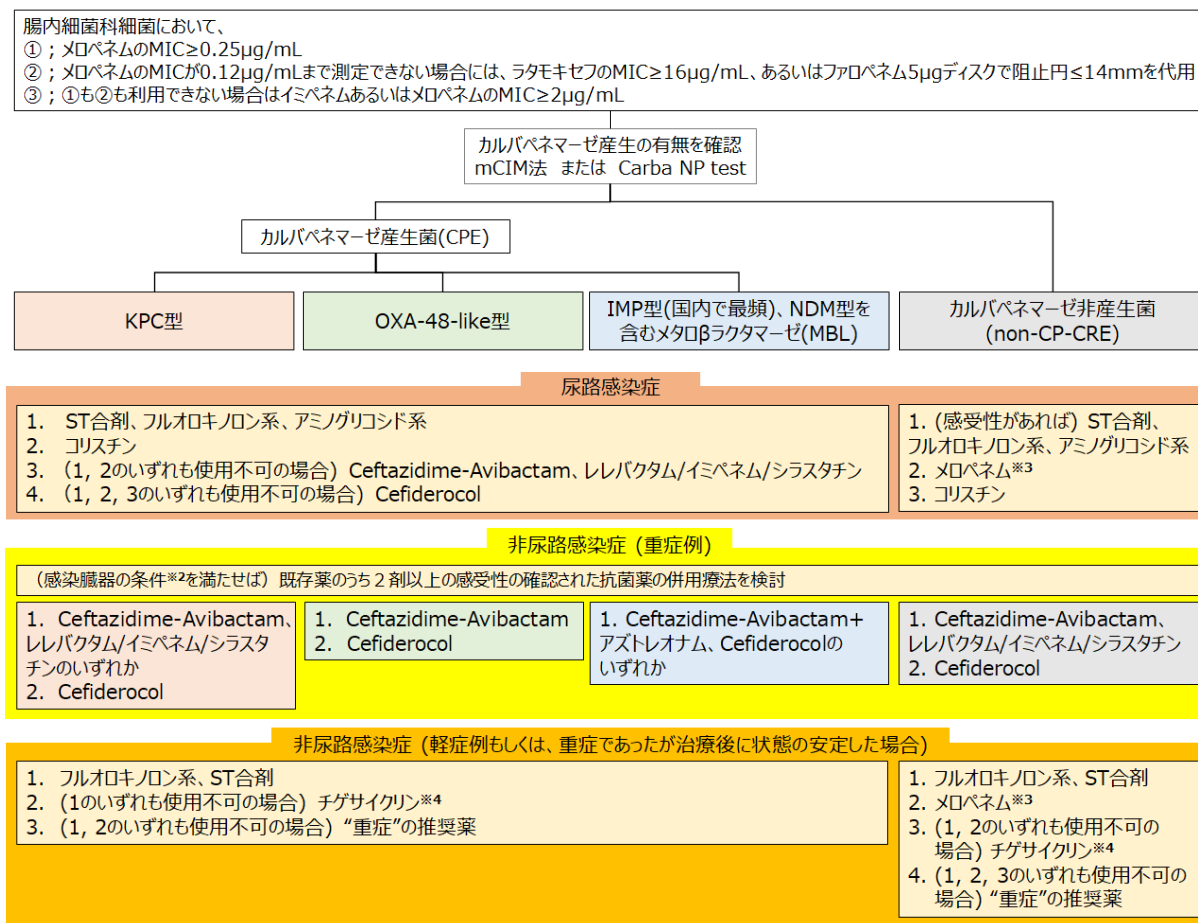 腸内細菌科細菌において、
①；メロペネムのMIC≥0.25μg/mL
②；メロペネムのMICが0.12μg/mLまで測定できない場合には、ラタモキセフのMIC≥16μg/mL、あるいはファロペネム5μgディスクで阻止円≤14mmを代用
③；①も②も利用できない場合はイミペネムあるいはメロペネムのMIC≥2μg/mL
カルバペネマーゼ産生の有無を確認
mCIM法 または Carba NP test
カルバペネマーゼ産生菌(CPE)
KPC型
OXA-48-like型
IMP型(国内で最頻)、NDM型を
含むメタロβラクタマーゼ(MBL)
カルバペネマーゼ非産生菌
(non-CP-CRE)
尿路感染症
1. ST合剤、フルオロキノロン系、アミノグリコシド系
2. コリスチン
3. (1, 2のいずれも使用不可の場合) Ceftazidime-Avibactam、レレバクタム/イミペネム/シラスタチン
4. (1, 2, 3のいずれも使用不可の場合) Cefiderocol
1. (感受性があれば) ST合剤、
フルオロキノロン系、アミノグリコシド系
2. メロペネム※3
3. コリスチン
非尿路感染症 (重症例)
（感染臓器の条件※2を満たせば）既存薬のうち２剤以上の感受性の確認された抗菌薬の併用療法を検討
1. Ceftazidime-Avibactam、
レレバクタム/イミペネム/シラスタ
チンのいずれか
2. Cefiderocol
1. Ceftazidime-Avibactam
2. Cefiderocol
1. Ceftazidime-Avibactam+
アズトレオナム、Cefiderocolの
いずれか
1. Ceftazidime-Avibactam、
レレバクタム/イミペネム/シラスタチン
2. Cefiderocol
非尿路感染症 (軽症例もしくは、重症であったが治療後に状態の安定した場合)
1. フルオロキノロン系、ST合剤
2. (1のいずれも使用不可の場合) チゲサイクリン※4
3. (1, 2のいずれも使用不可の場合) “重症”の推奨薬
1. フルオロキノロン系、ST合剤
2. メロペネム※3
3. (1, 2のいずれも使用不可の
場合) チゲサイクリン※4
4. (1, 2, 3のいずれも使用不可の
場合) “重症”の推奨薬